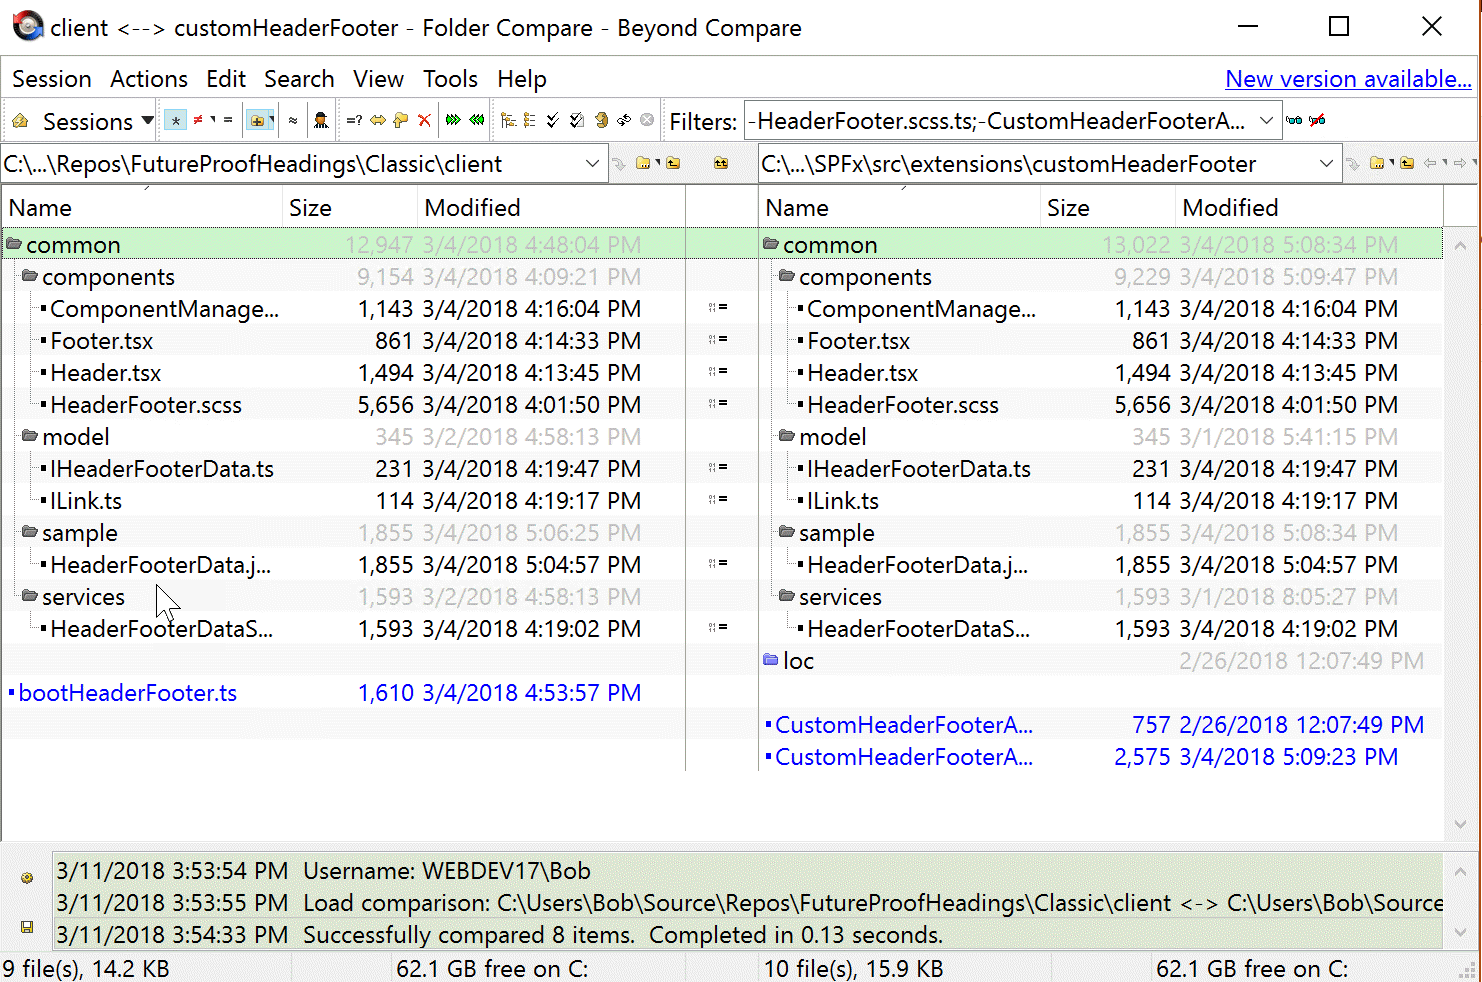 client <--> customHeaderFooter - Folder Compare - Beyond Compare
Session Actions Edit Search View Tools Help New version available...
Sessions * ≠ = ≈ =? Filters: -HeaderFooter.scss.ts;-CustomHeaderFooterA...
C:\...\Repos\FutureProofHeadings\Classic\client C:\...\SPFx\src\extensions\customHeaderFooter
Name Size Modified Name Size Modified
common 12,947 3/4/2018 4:48:04 PM common 13,022 3/4/2018 5:08:34 PM
components 9,154 3/4/2018 4:09:21 PM components 9,229 3/4/2018 5:09:47 PM
ComponentManage... 1,143 3/4/2018 4:16:04 PM = ComponentManage... 1,143 3/4/2018 4:16:04 PM
Footer.tsx 861 3/4/2018 4:14:33 PM = Footer.tsx 861 3/4/2018 4:14:33 PM
Header.tsx 1,494 3/4/2018 4:13:45 PM = Header.tsx 1,494 3/4/2018 4:13:45 PM
HeaderFooter.scss 5,656 3/4/2018 4:01:50 PM = HeaderFooter.scss 5,656 3/4/2018 4:01:50 PM
model 345 3/2/2018 4:58:13 PM model 345 3/1/2018 5:41:15 PM
IHeaderFooterData.ts 231 3/4/2018 4:19:47 PM = IHeaderFooterData.ts 231 3/4/2018 4:19:47 PM
ILink.ts 114 3/4/2018 4:19:17 PM = ILink.ts 114 3/4/2018 4:19:17 PM
sample 1,855 3/4/2018 5:06:25 PM sample 1,855 3/4/2018 5:08:34 PM
HeaderFooterData.j... 1,855 3/4/2018 5:04:57 PM = HeaderFooterData.j... 1,855 3/4/2018 5:04:57 PM
services 1,593 3/2/2018 4:58:13 PM services 1,593 3/1/2018 8:05:27 PM
HeaderFooterDataS... 1,593 3/4/2018 4:19:02 PM = HeaderFooterDataS... 1,593 3/4/2018 4:19:02 PM
loc 2/26/2018 12:07:49 PM
bootHeaderFooter.ts 1,610 3/4/2018 4:53:57 PM
CustomHeaderFooterA... 757 2/26/2018 12:07:49 PM
CustomHeaderFooterA... 2,575 3/4/2018 5:09:23 PM
3/11/2018 3:53:54 PM Username: WEBDEV17\Bob
3/11/2018 3:53:55 PM Load comparison: C:\Users\Bob\Source\Repos\FutureProofHeadings\Classic\client <-> C:\Users\Bob\Source
3/11/2018 3:54:33 PM Successfully compared 8 items. Completed in 0.13 seconds.
9 file(s), 14.2 KB 62.1 GB free on C: 10 file(s), 15.9 KB 62.1 GB free on C: